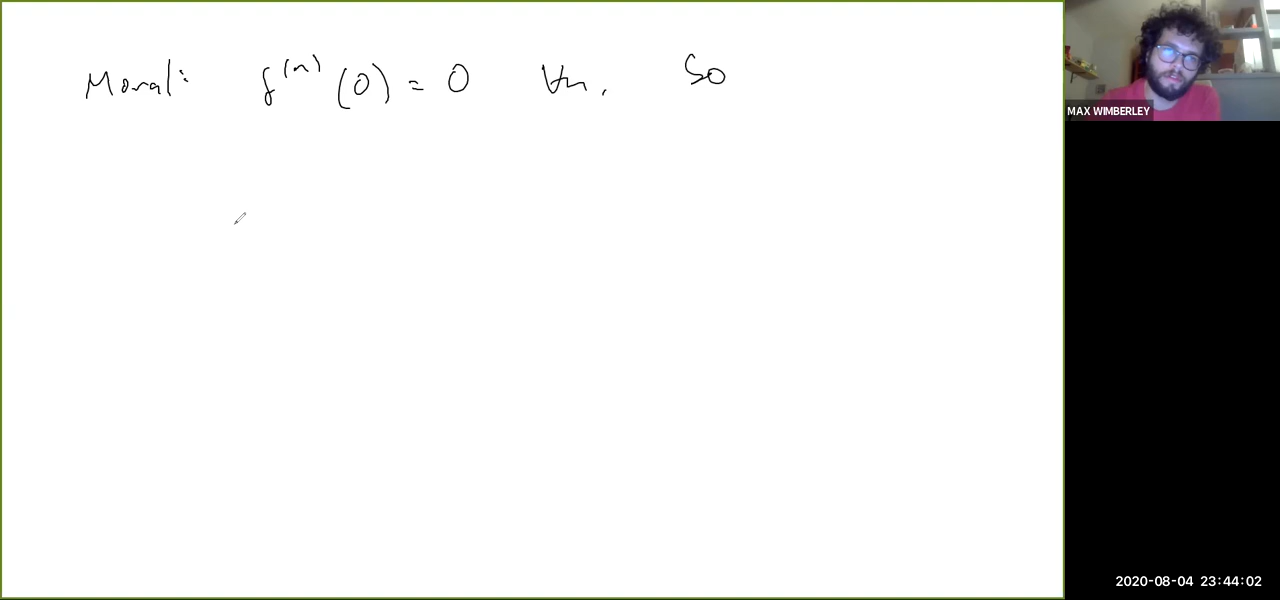 Moral: f^(n) (0) = 0 ∀n. So
MAX WIMBERLEY
2020-08-04 23:44:02